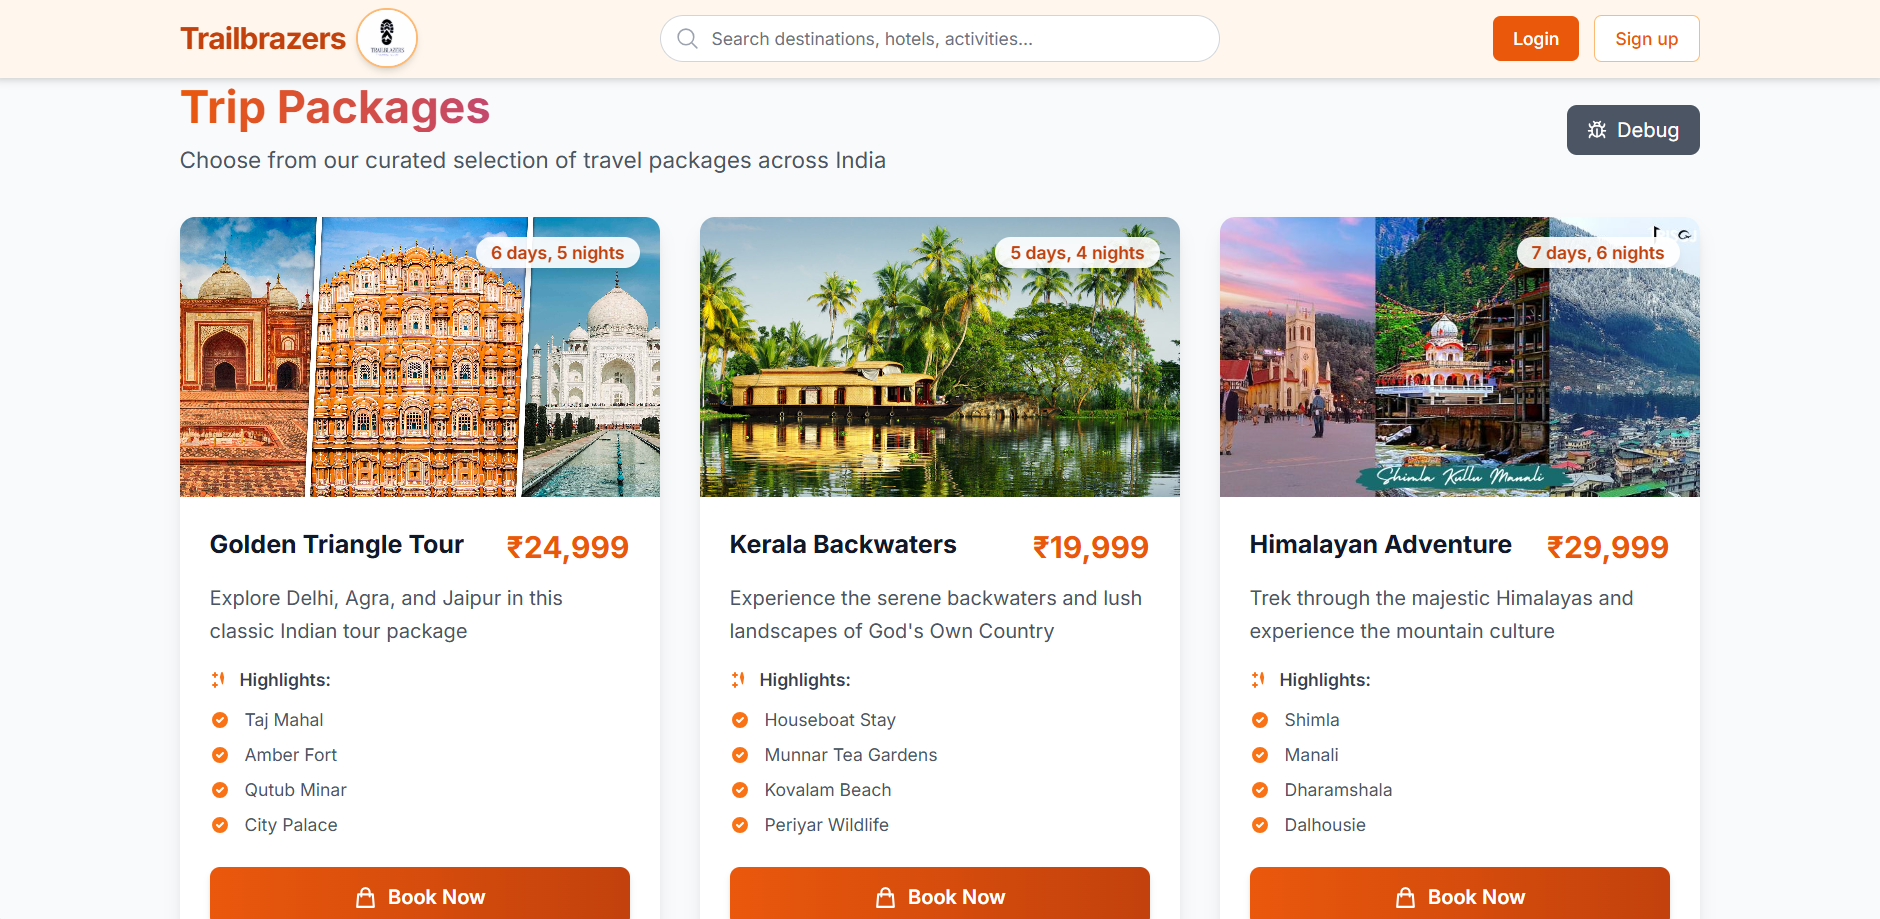 Trailbrazers
TRAILBLAZERS
Search destinations, hotels, activities...
Login
Sign up
Trip Packages
Debug
Choose from our curated selection of travel packages across India
6 days, 5 nights
5 days, 4 nights
7 days, 6 nights
Shimla Kullu Manali
Golden Triangle Tour
₹24,999
Explore Delhi, Agra, and Jaipur in this
classic Indian tour package
Highlights:
Taj Mahal
Amber Fort
Qutub Minar
City Palace
Book Now
Kerala Backwaters
₹19,999
Experience the serene backwaters and lush
landscapes of God's Own Country
Highlights:
Houseboat Stay
Munnar Tea Gardens
Kovalam Beach
Periyar Wildlife
Book Now
Himalayan Adventure
₹29,999
Trek through the majestic Himalayas and
experience the mountain culture
Highlights:
Shimla
Manali
Dharamshala
Dalhousie
Book Now